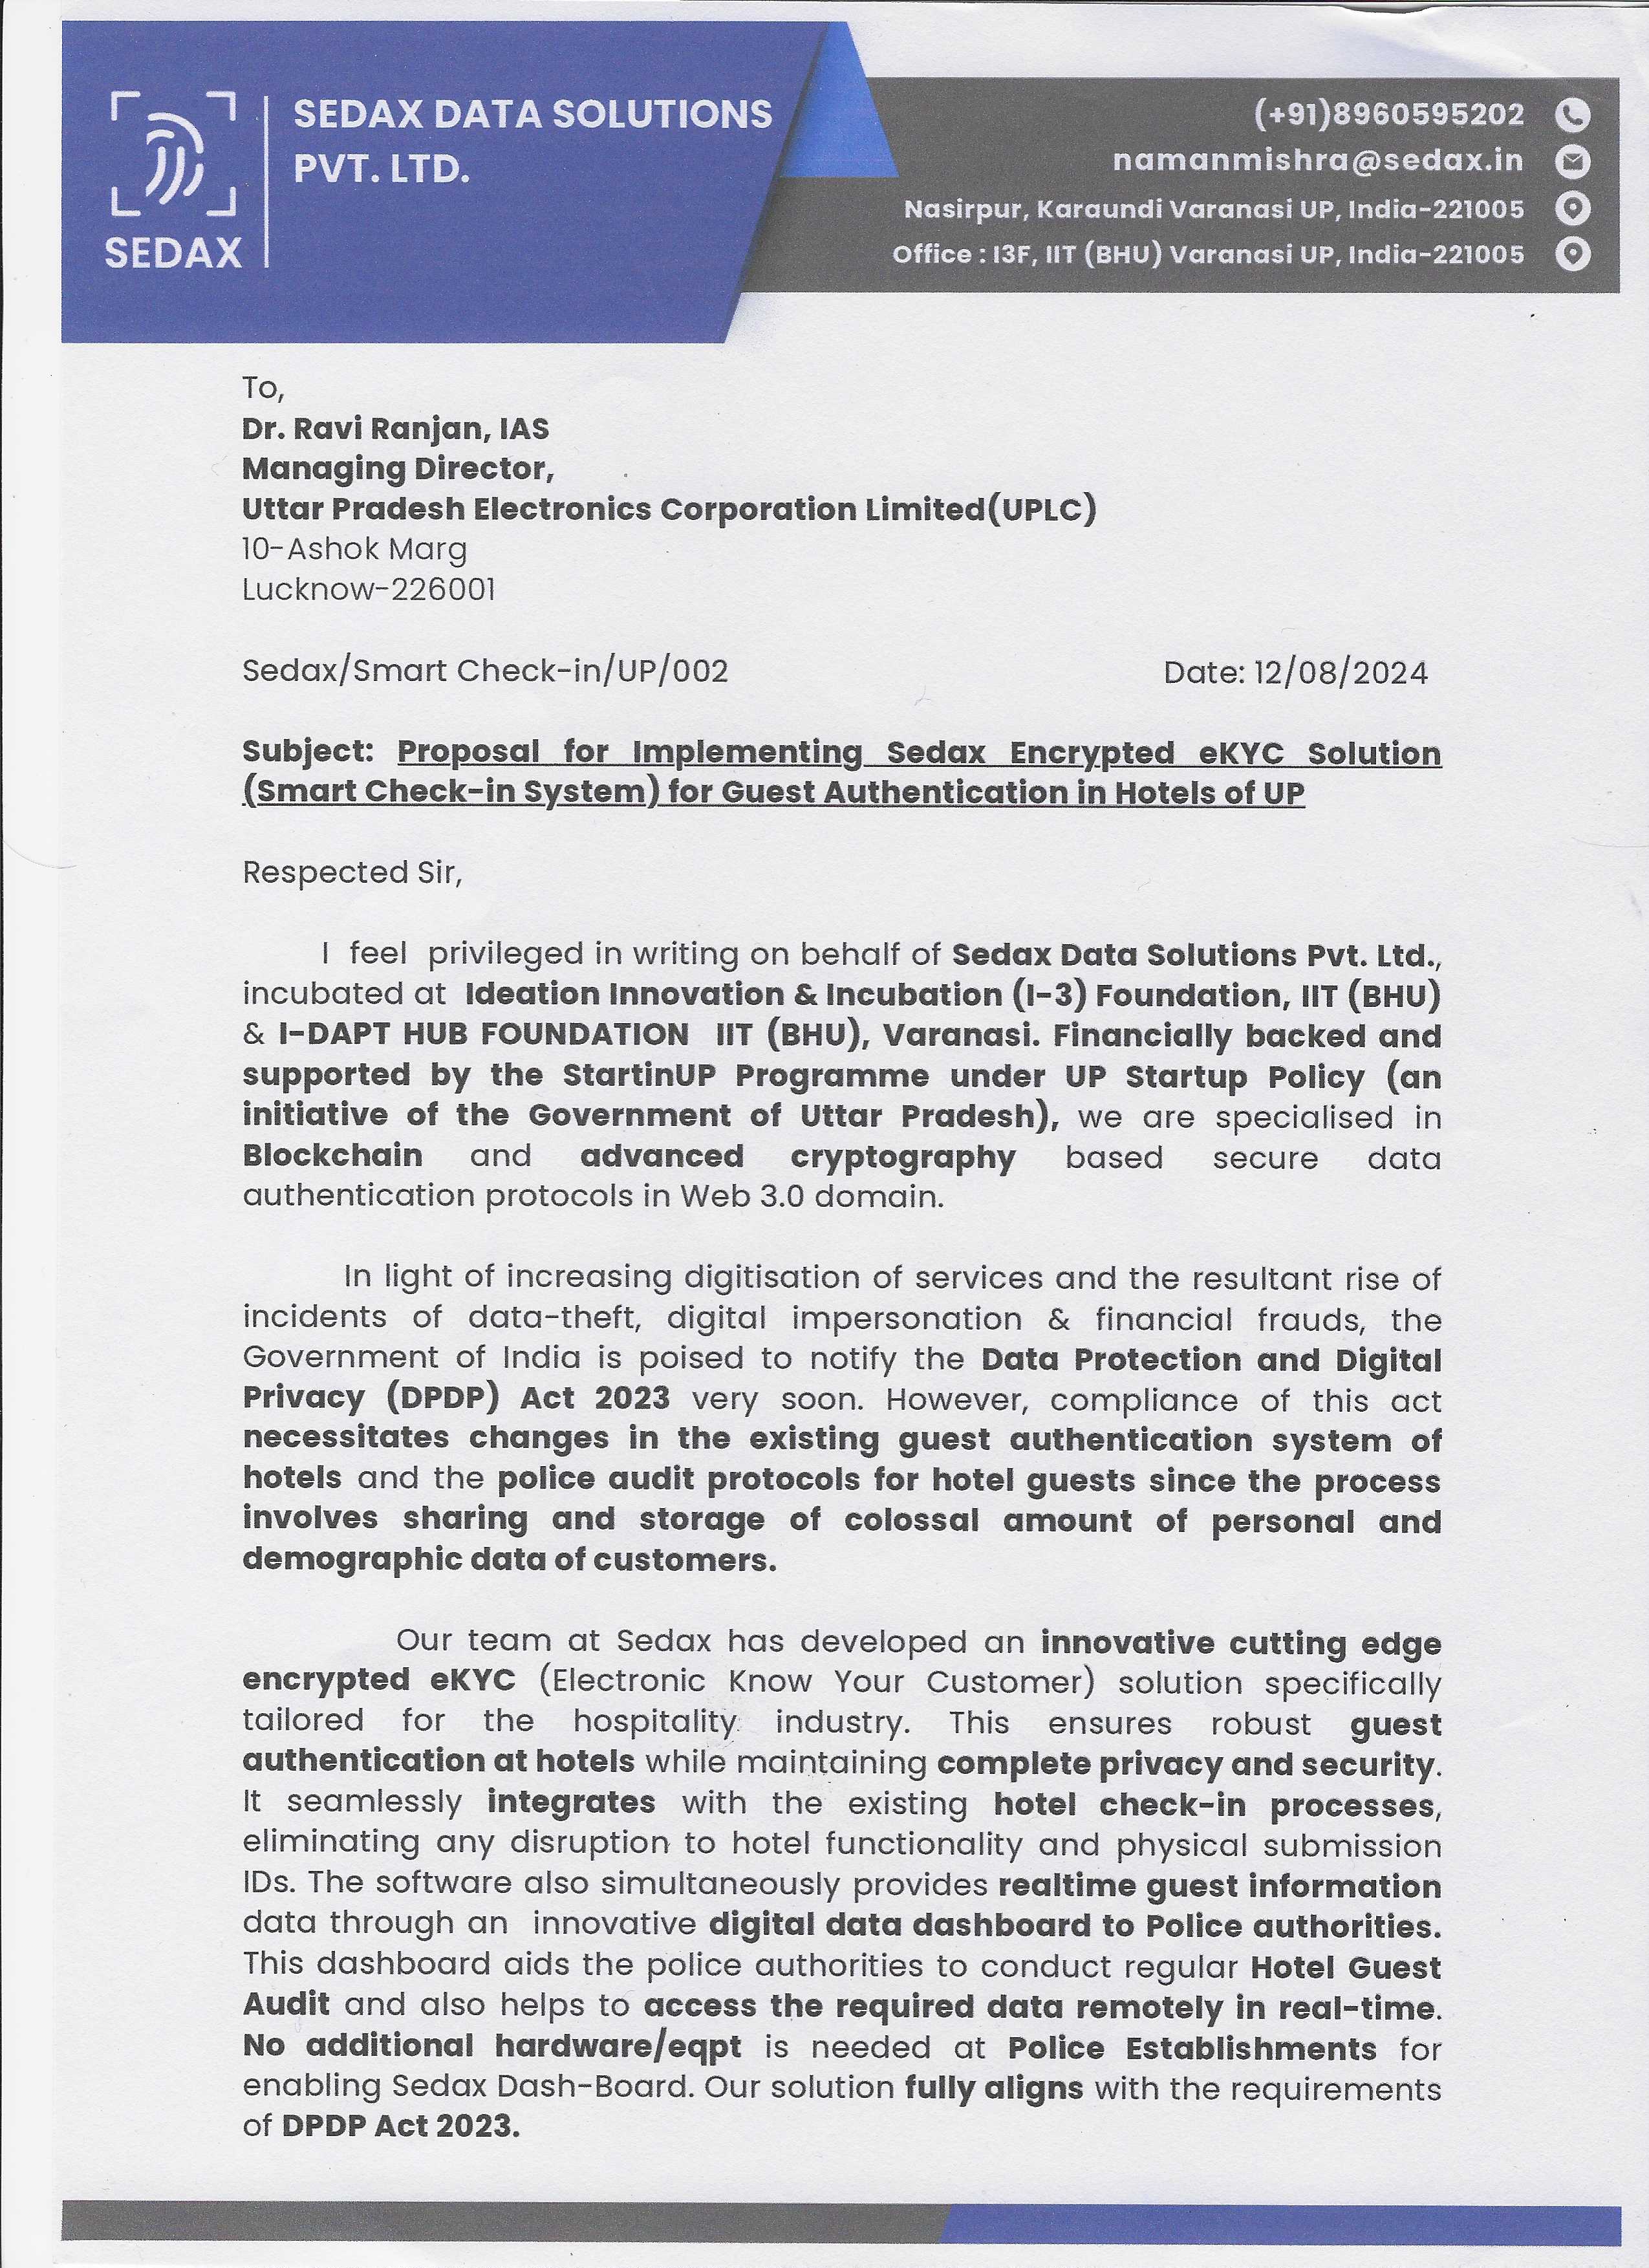 SEDAX DATA SOLUTIONS
PVT. LTD.
SEDAX
(+91)8960595202
namanmishra@sedax.in
Nasirpur, Karaundi Varanasi UP, India-221005
Office : I3F, IIT (BHU) Varanasi UP, India-221005
To,
Dr. Ravi Ranjan, IAS
Managing Director,
Uttar Pradesh Electronics Corporation Limited(UPLC)
10-Ashok Marg
Lucknow-226001
Sedax/Smart Check-in/UP/002 Date: 12/08/2024
Subject: Proposal for Implementing Sedax Encrypted eKYC Solution
(Smart Check-in System) for Guest Authentication in Hotels of UP
Respected Sir,
I feel privileged in writing on behalf of Sedax Data Solutions Pvt. Ltd.,
incubated at Ideation Innovation & Incubation (I-3) Foundation, IIT (BHU)
& I-DAPT HUB FOUNDATION IIT (BHU), Varanasi. Financially backed and
supported by the StartinUP Programme under UP Startup Policy (an
initiative of the Government of Uttar Pradesh), we are specialised in
Blockchain and advanced cryptography based secure data
authentication protocols in Web 3.0 domain.
In light of increasing digitisation of services and the resultant rise of
incidents of data-theft, digital impersonation & financial frauds, the
Government of India is poised to notify the Data Protection and Digital
Privacy (DPDP) Act 2023 very soon. However, compliance of this act
necessitates changes in the existing guest authentication system of
hotels and the police audit protocols for hotel guests since the process
involves sharing and storage of colossal amount of personal and
demographic data of customers.
Our team at Sedax has developed an innovative cutting edge
encrypted eKYC (Electronic Know Your Customer) solution specifically
tailored for the hospitality industry. This ensures robust guest
authentication at hotels while maintaining complete privacy and security.
It seamlessly integrates with the existing hotel check-in processes,
eliminating any disruption to hotel functionality and physical submission
IDs. The software also simultaneously provides realtime guest information
data through an innovative digital data dashboard to Police authorities.
This dashboard aids the police authorities to conduct regular Hotel Guest
Audit and also helps to access the required data remotely in real-time.
No additional hardware/eqpt is needed at Police Establishments for
enabling Sedax Dash-Board. Our solution fully aligns with the requirements
of DPDP Act 2023.